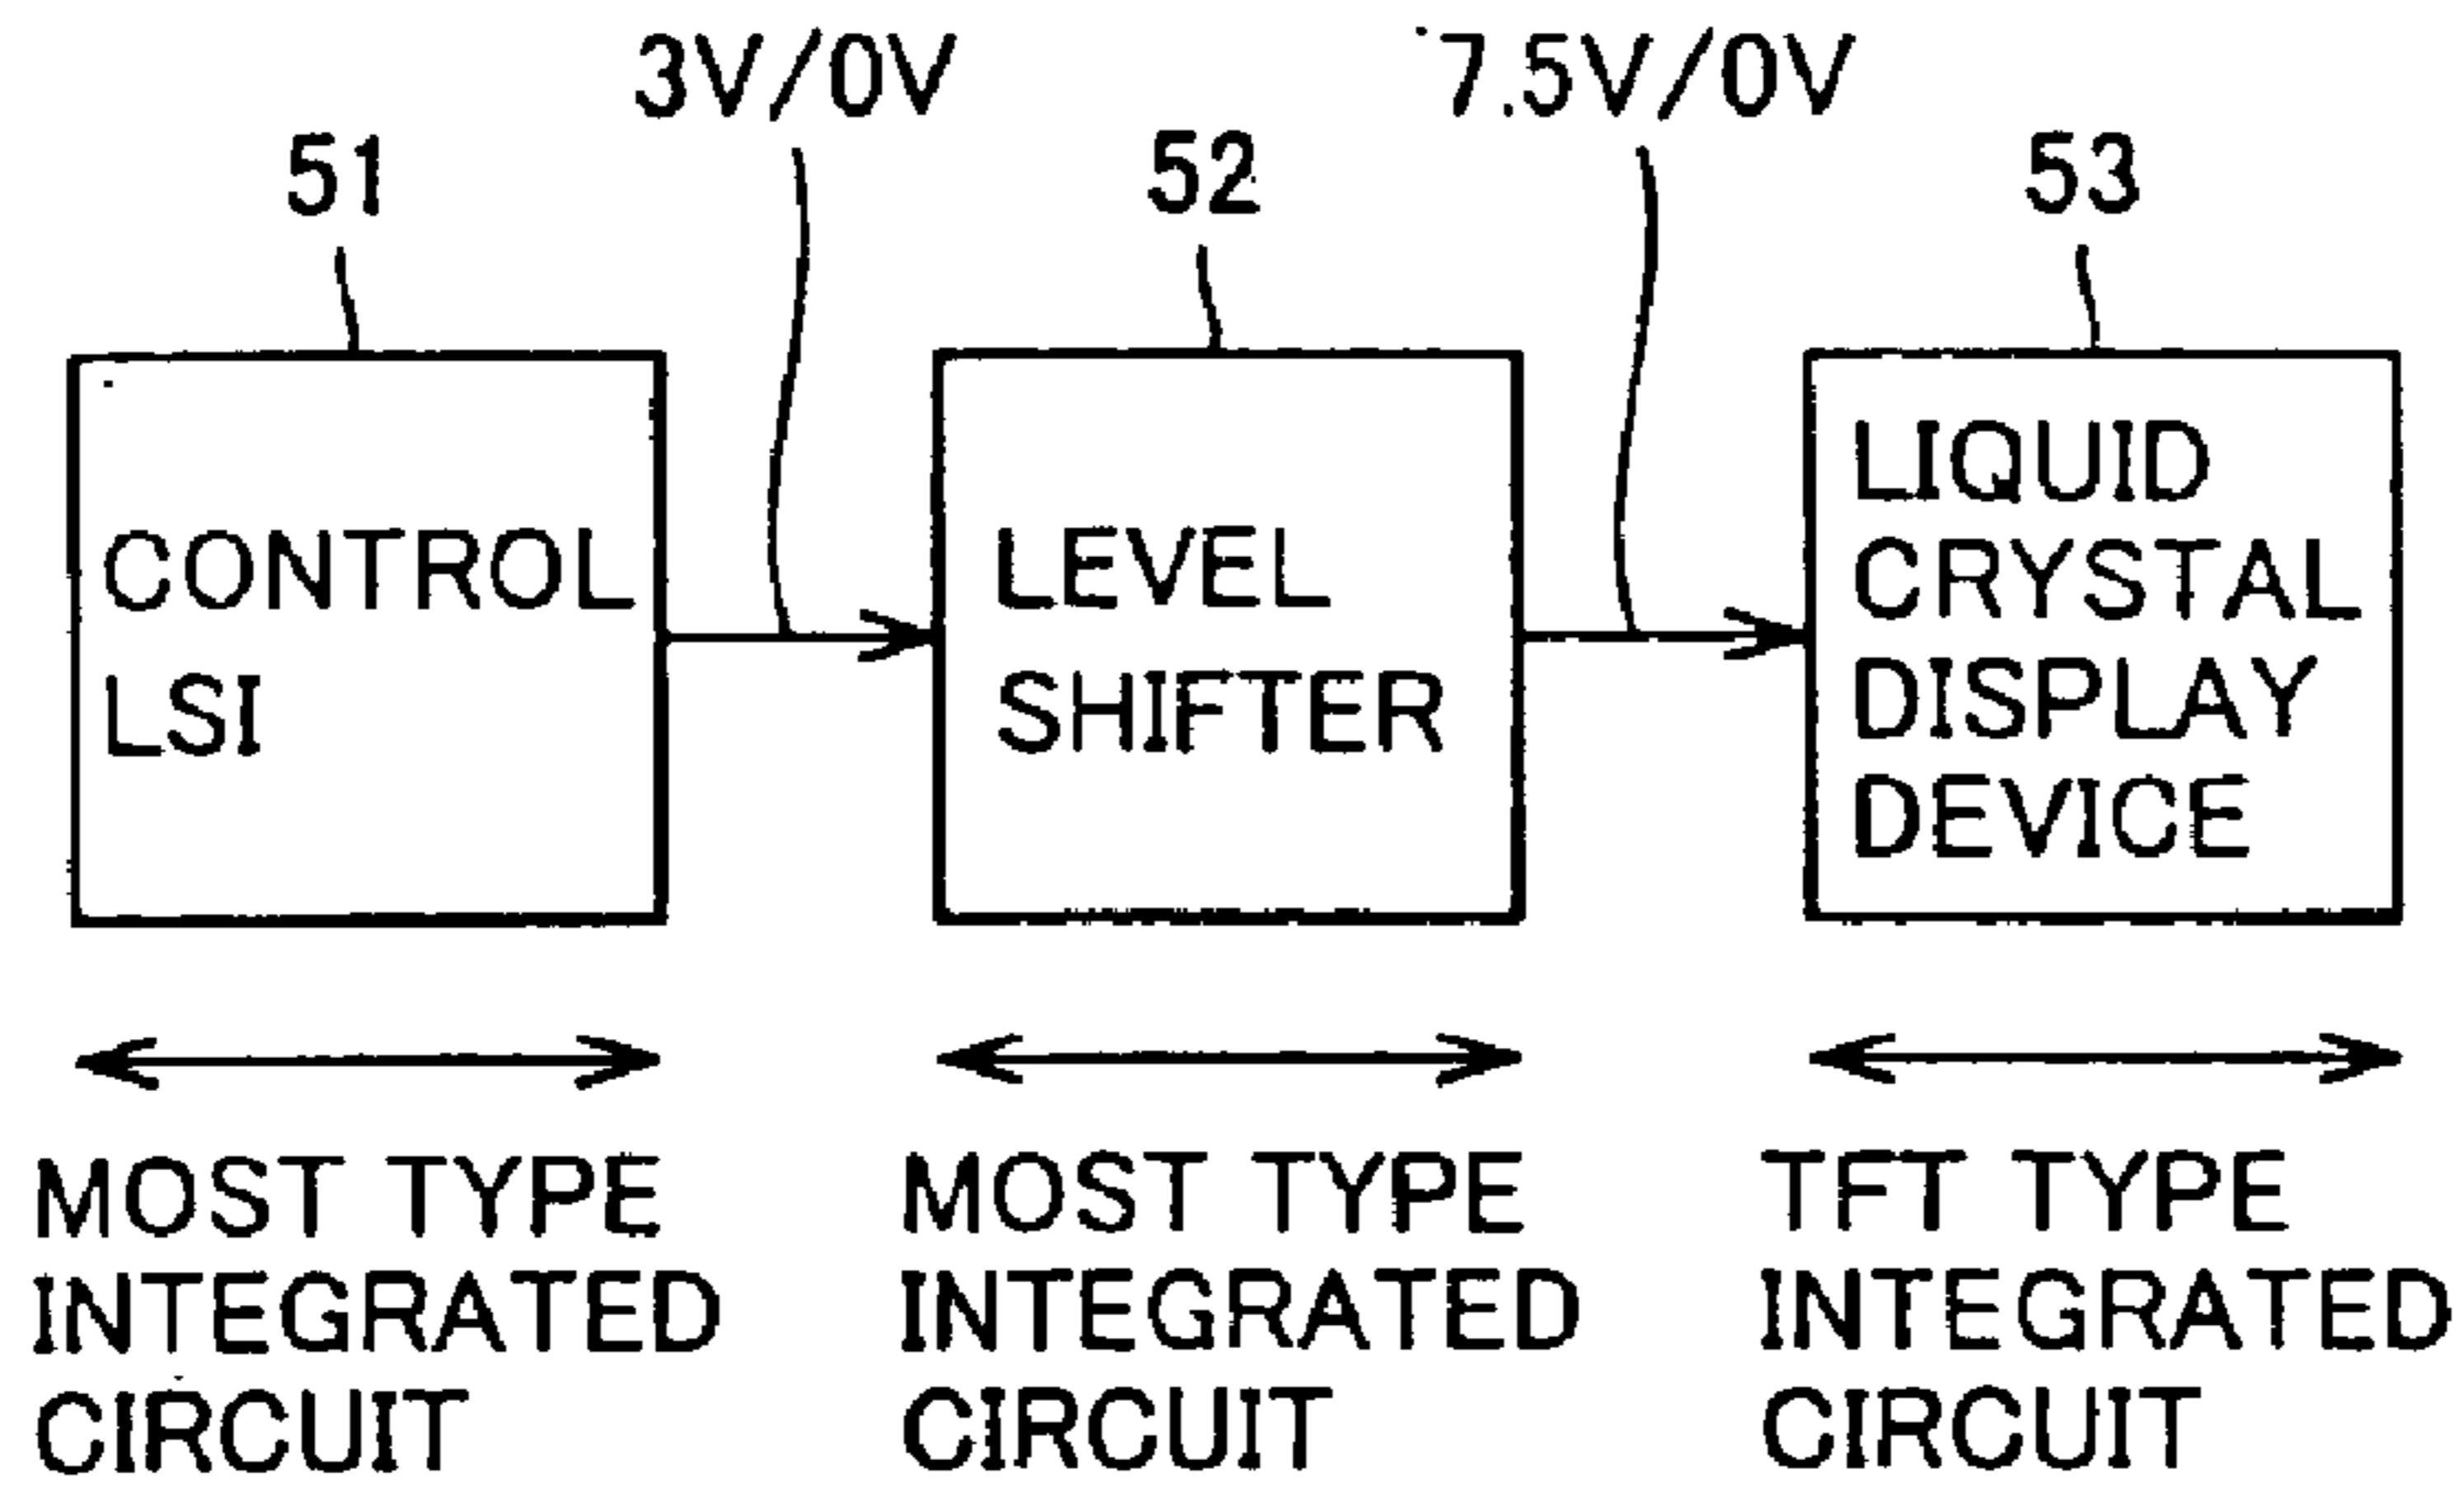 3V/0V
7.5V/0V
51
52
53
CONTROL
LSI
LEVEL
SHIFTER
LIQUID
CRYSTAL
DISPLAY
DEVICE
MOST TYPE
INTEGRATED
CIRCUIT
MOST TYPE
INTEGRATED
CIRCUIT
TFT TYPE
INTEGRATED
CIRCUIT